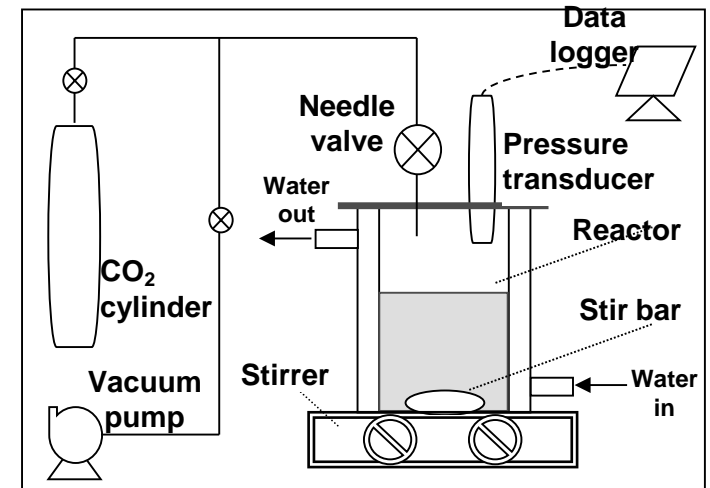 Data
logger
Needle
valve
Pressure
transducer
Water
out
Reactor
CO₂
cylinder
Stir bar
Vacuum
pump
Stirrer
Water
in